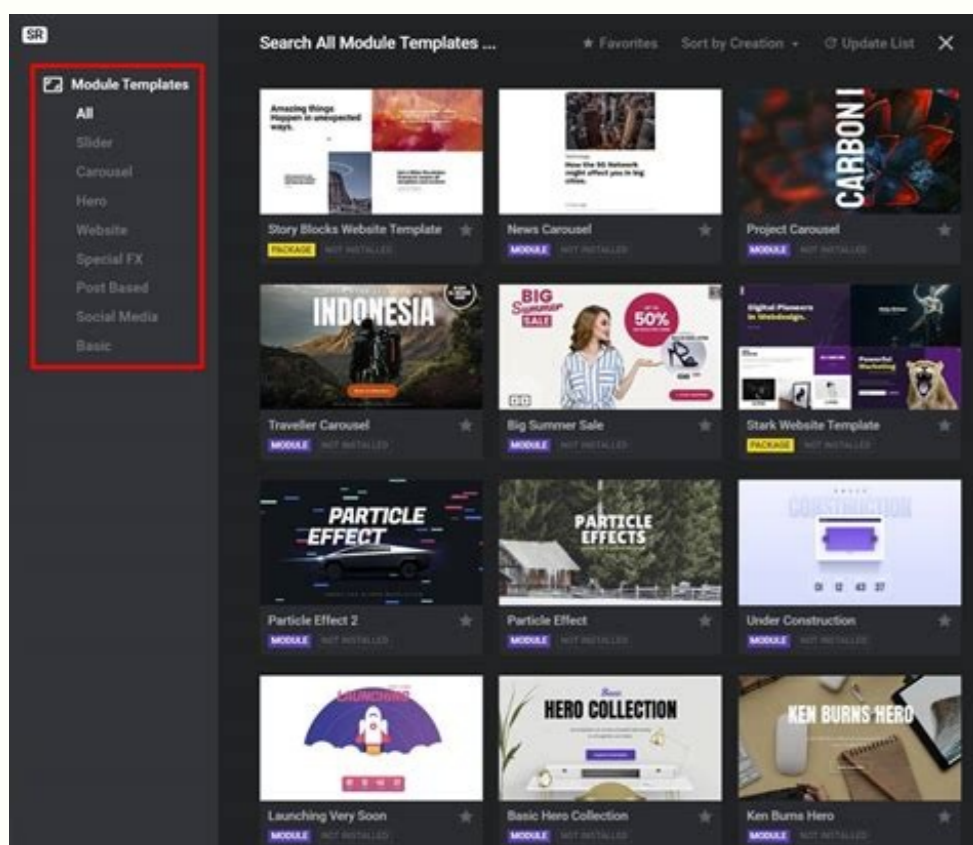 SR
Module Templates
All
Slider
Carousel
Hero
Website
Special FX
Post Based
Social Media
Basic
Search All Module Templates ...
★ Favorites
Sort by Creation
Update List
Amazing things
Happen in unexpected
ways.
How the 5G Network
might affect you in big
cities.
CARBON
Story Blocks Website Template
PACKAGE NOT INSTALLED
News Carousel
MODULE NOT INSTALLED
Project Carousel
MODULE NOT INSTALLED
INDONESIA
BIG
Summer
SALE
50%
Digital Pioneers
in Webdesign.
Powerful
Marketing
Traveller Carousel
MODULE NOT INSTALLED
Big Summer Sale
MODULE NOT INSTALLED
Stark Website Template
PACKAGE NOT INSTALLED
PARTICLE
EFFECT
PARTICLE
EFFECTS
CONSTRUCTION
01 12 43 37
Particle Effect 2
MODULE NOT INSTALLED
Particle Effect
MODULE NOT INSTALLED
Under Construction
MODULE NOT INSTALLED
LAUNCHING
Basic
HERO COLLECTION
KEN BURNS HERO
Launching Very Soon
MODULE NOT INSTALLED
Basic Hero Collection
MODULE NOT INSTALLED
Ken Burns Hero
MODULE NOT INSTALLED